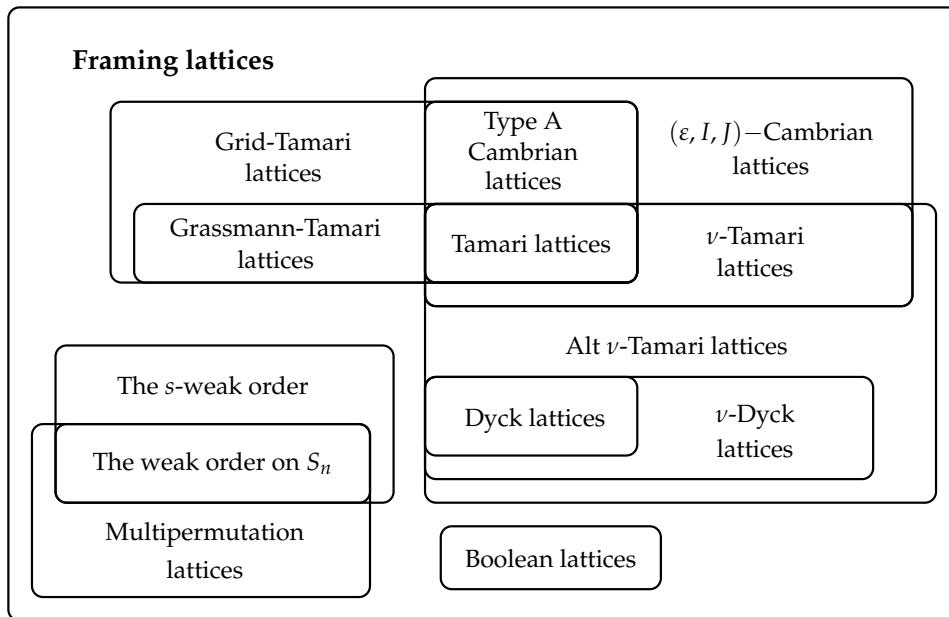 Framing lattices
Grid-Tamari
lattices
Type A
Cambrian
lattices
(ε, I, J)−Cambrian
lattices
Grassmann-Tamari
lattices
Tamari lattices
ν-Tamari
lattices
Alt ν-Tamari lattices
The s-weak order
Dyck lattices
ν-Dyck
lattices
The weak order on Sₙ
Multipermutation
lattices
Boolean lattices